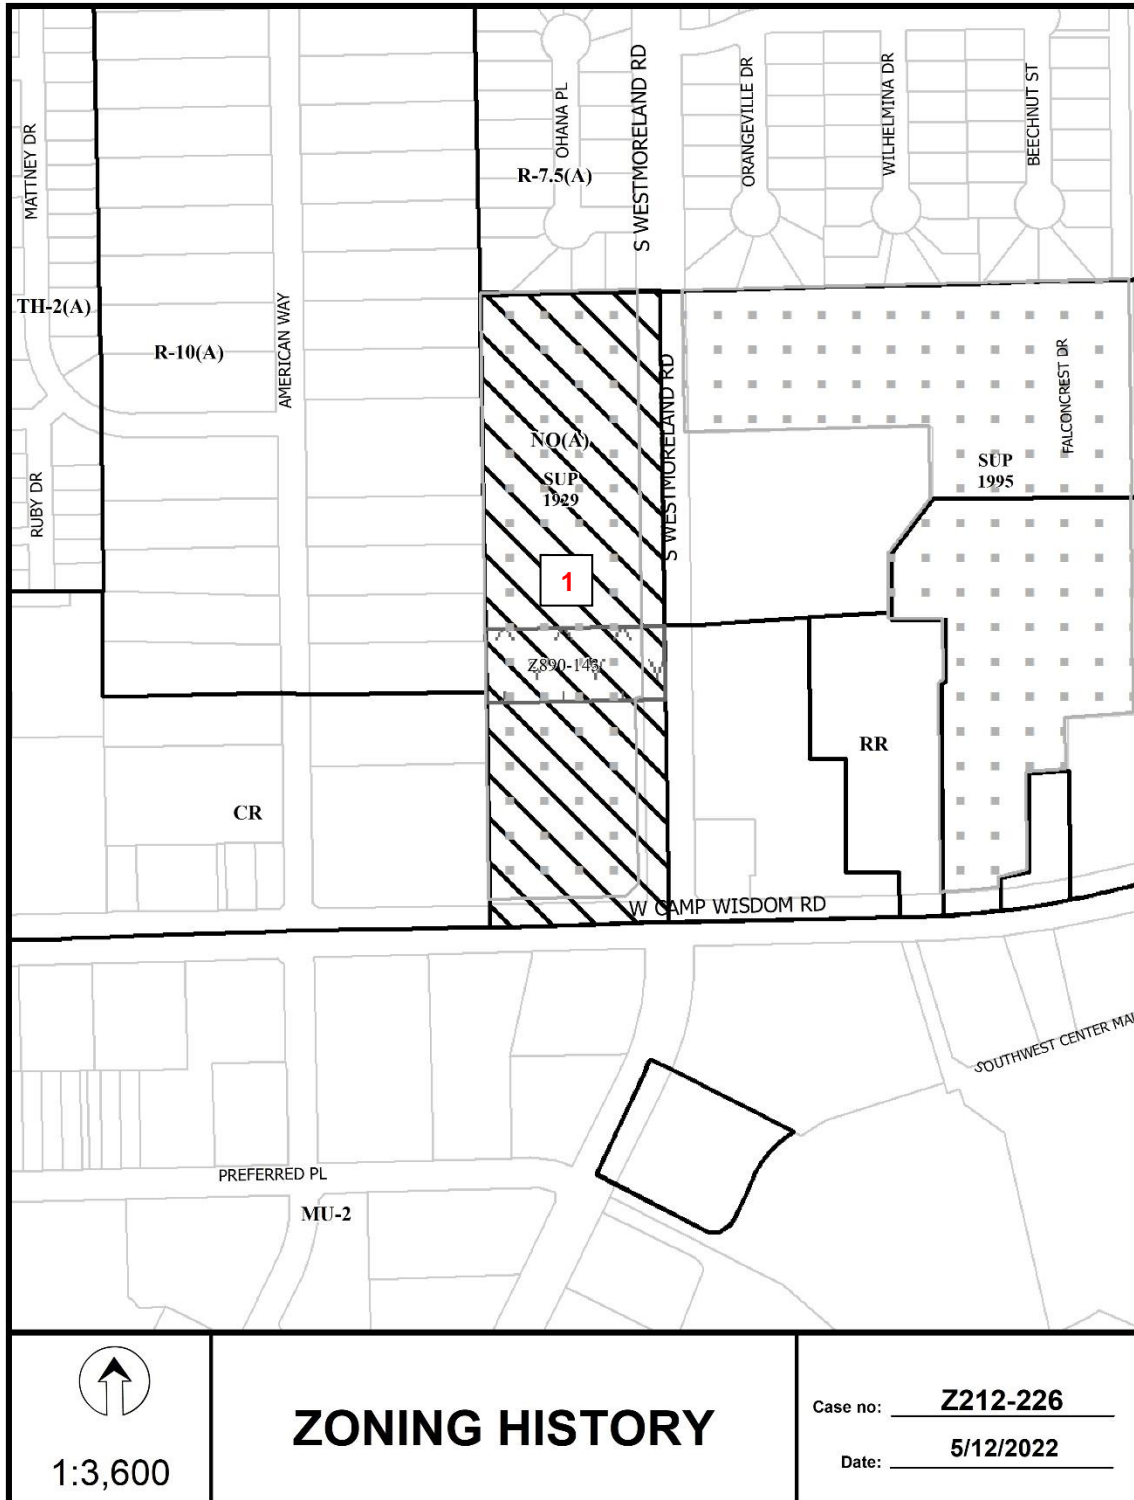 OHANA PL
S WESTMORELAND RD
ORANGEVILLE DR
WILHELMINA DR
BEECHNUT ST
MATTNEY DR
R-7.5(A)
TH-2(A)
R-10(A)
AMERICAN WAY
S WESTMORELAND RD
FALCONCREST DR
NO(A)
SUP
1929
SUP
1995
RUBY DR
1
Z890-143
RR
CR
W CAMP WISDOM RD
SOUTHWEST CENTER MA
PREFERRED PL
MU-2
1:3,600
ZONING HISTORY
Case no: Z212-226
Date: 5/12/2022